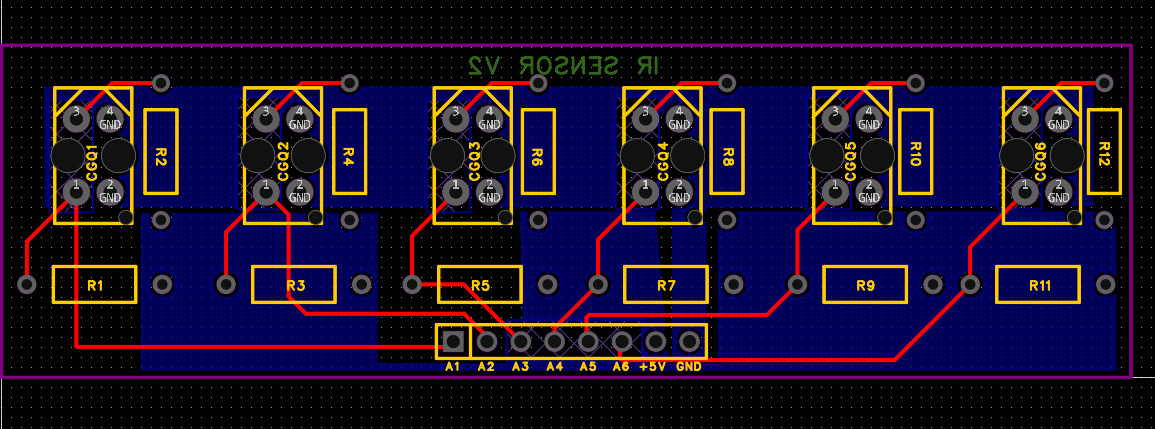 IR SENSOR V2
3 4 GND CGQ1 1 2 GND R2
3 4 GND CGQ2 1 2 GND R4
3 4 GND CGQ3 1 2 GND R6
3 4 GND CGQ4 1 2 GND R8
3 4 GND CGQ5 1 2 GND R10
3 4 GND CGQ6 1 2 GND R12
R1 R3 R5 R7 R9 R11
A1 A2 A3 A4 A5 A6 +5V GND